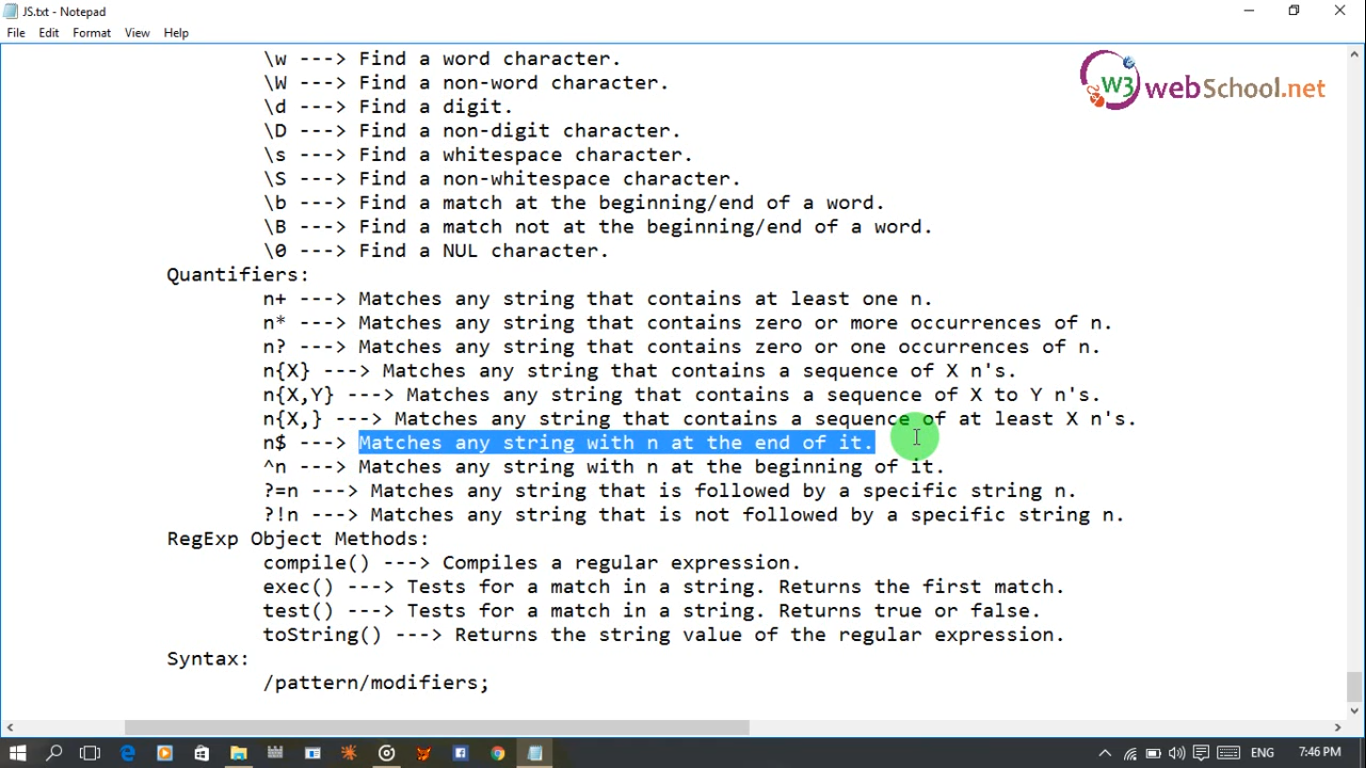 JS.txt - Notepad
File Edit Format View Help
W3 webSchool.net
\w ---> Find a word character.
\W ---> Find a non-word character.
\d ---> Find a digit.
\D ---> Find a non-digit character.
\s ---> Find a whitespace character.
\S ---> Find a non-whitespace character.
\b ---> Find a match at the beginning/end of a word.
\B ---> Find a match not at the beginning/end of a word.
\0 ---> Find a NUL character.
Quantifiers:
n+ ---> Matches any string that contains at least one n.
n* ---> Matches any string that contains zero or more occurrences of n.
n? ---> Matches any string that contains zero or one occurrences of n.
n{X} ---> Matches any string that contains a sequence of X n's.
n{X,Y} ---> Matches any string that contains a sequence of X to Y n's.
n{X,} ---> Matches any string that contains a sequence of at least X n's.
n$ ---> Matches any string with n at the end of it.
^n ---> Matches any string with n at the beginning of it.
?=n ---> Matches any string that is followed by a specific string n.
?!n ---> Matches any string that is not followed by a specific string n.
RegExp Object Methods:
compile() ---> Compiles a regular expression.
exec() ---> Tests for a match in a string. Returns the first match.
test() ---> Tests for a match in a string. Returns true or false.
toString() ---> Returns the string value of the regular expression.
Syntax:
/pattern/modifiers;
ENG 7:46 PM